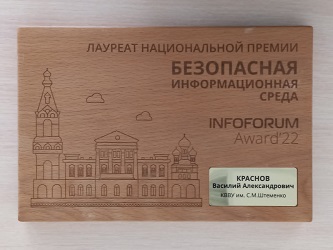 ЛАУРЕАТ НАЦИОНАЛЬНОЙ ПРЕМИИ
БЕЗОПАСНАЯ
ИНФОРМАЦИОННАЯ
СРЕДА
INFOFORUM
Award'22
КРАСНОВ
Василий Александрович
КВВУ им. С.М.Штеменко